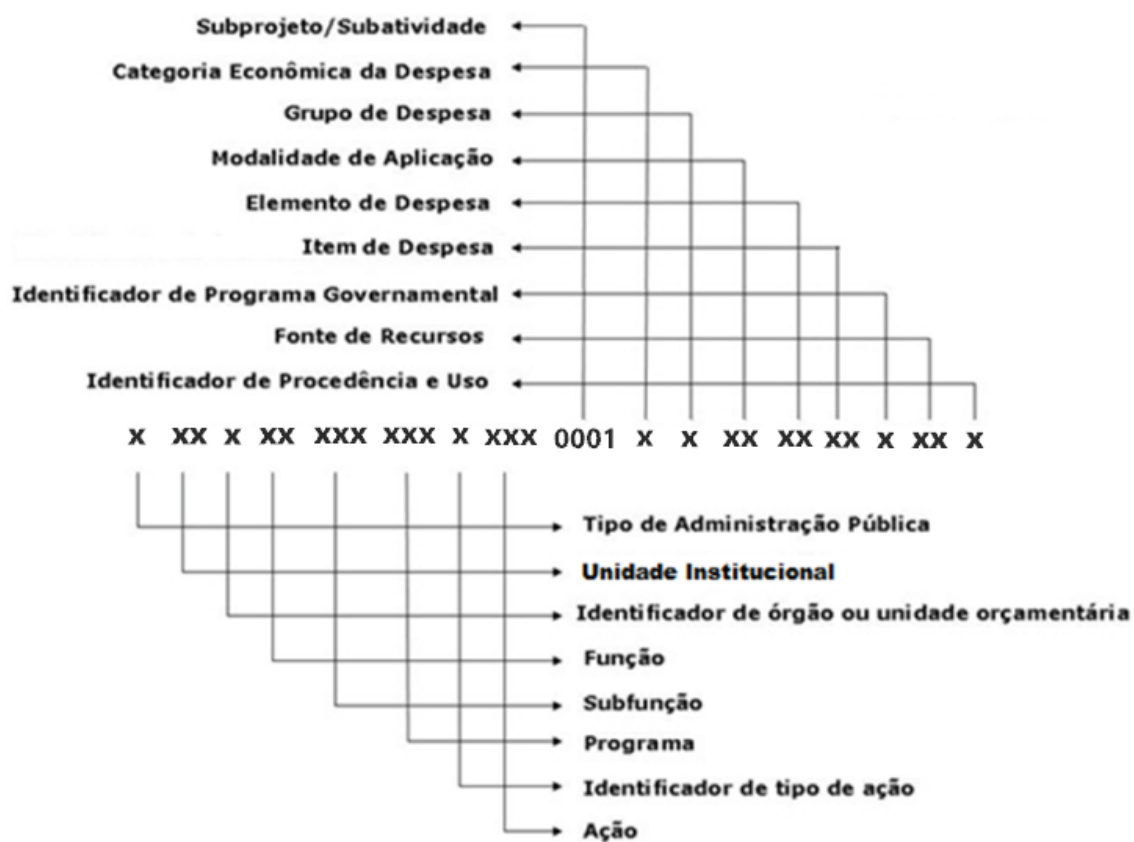 Subprojeto/Subatividade
Categoria Econômica da Despesa
Grupo de Despesa
Modalidade de Aplicação
Elemento de Despesa
Item de Despesa
Identificador de Programa Governamental
Fonte de Recursos
Identificador de Procedência e Uso
x xx x xx xxx xxx x xxx 0001 x x xx xx xx x xx x
Tipo de Administração Pública
Unidade Institucional
Identificador de órgão ou unidade orçamentária
Função
Subfunção
Programa
Identificador de tipo de ação
Ação